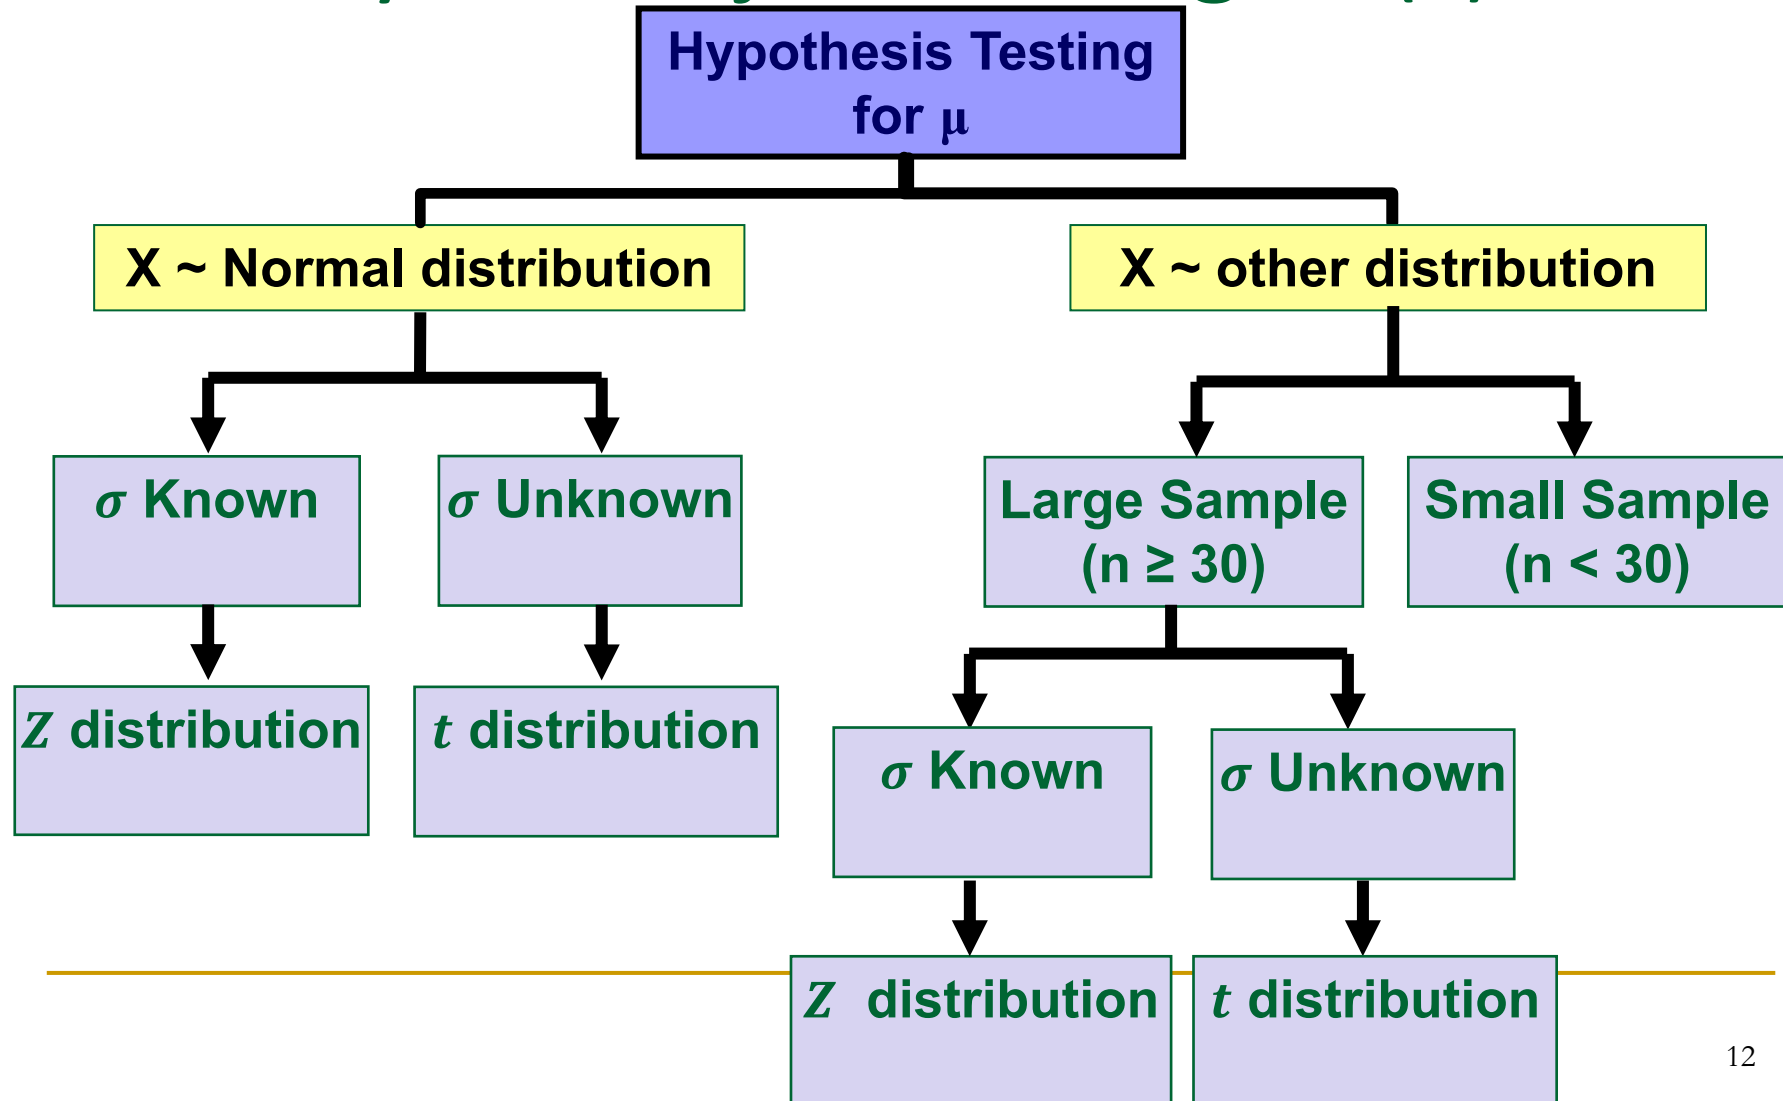 Hypothesis Testing
for μ
X ~ Normal distribution
X ~ other distribution
σ Known
σ Unknown
Large Sample
(n ≥ 30)
Small Sample
(n < 30)
Z distribution
t distribution
σ Known
σ Unknown
Z distribution
t distribution
12